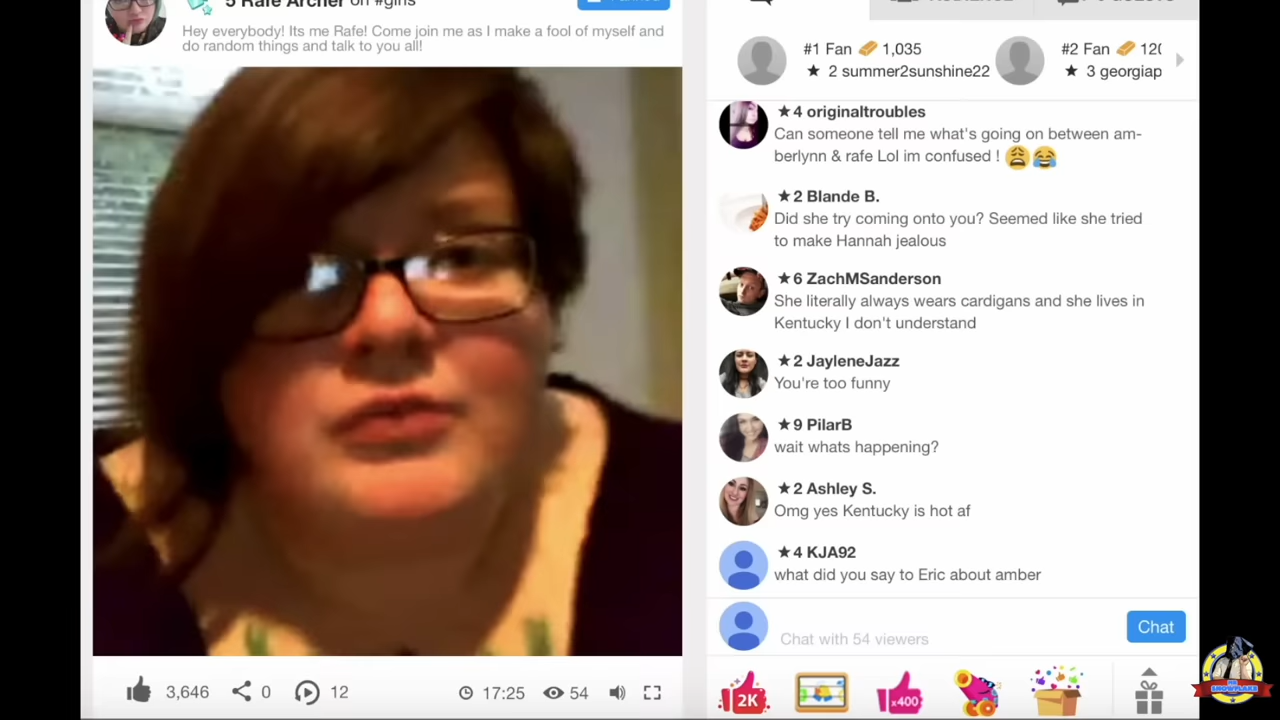 5 Rafe Archer on #girls
Hey everybody! Its me Rafe! Come join me as I make a fool of myself and
do random things and talk to you all!
#1 Fan 1,035
★ 2 summer2sunshine22
#2 Fan 120
★ 3 georgiap
★4 originaltroubles
Can someone tell me what's going on between am-
berlynn & rafe Lol im confused ! 😩😂
★2 Blande B.
Did she try coming onto you? Seemed like she tried
to make Hannah jealous
★6 ZachMSanderson
She literally always wears cardigans and she lives in
Kentucky I don't understand
★2 JayleneJazz
You're too funny
★9 PilarB
wait whats happening?
★2 Ashley S.
Omg yes Kentucky is hot af
★4 KJA92
what did you say to Eric about amber
Chat with 54 viewers
Chat
3,646
0
12
17:25
54
2K
x400